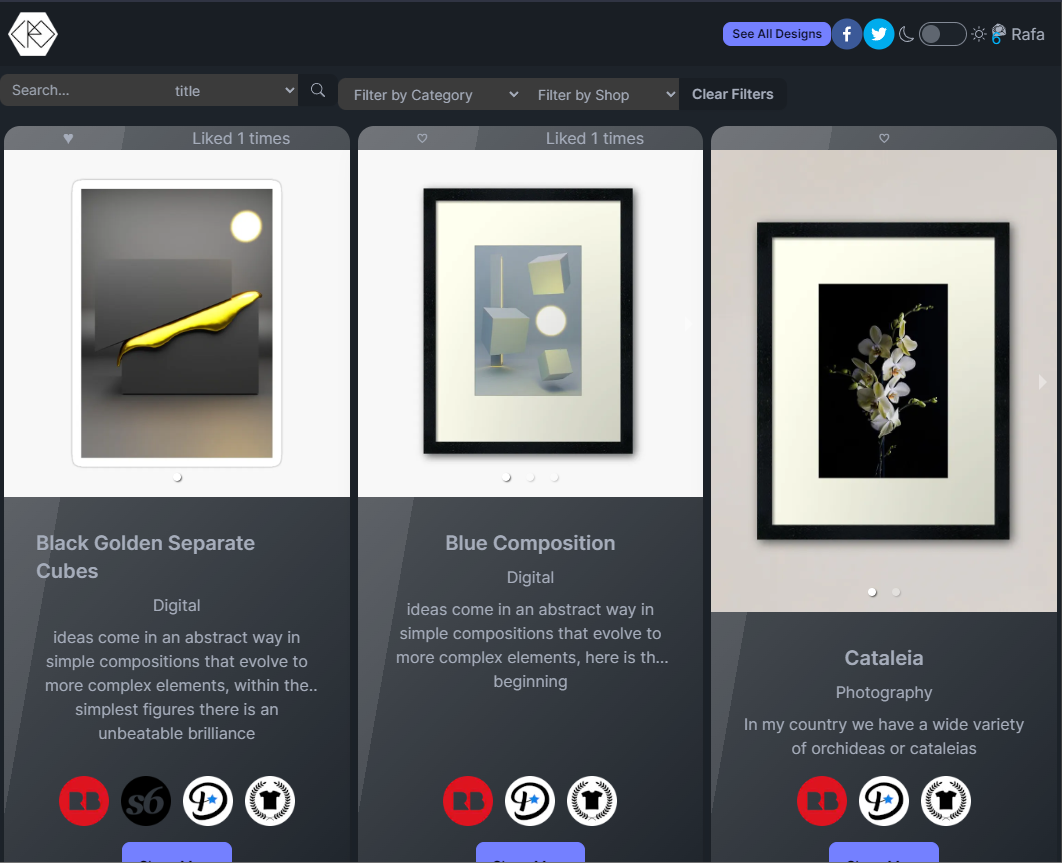 See All Designs
Rafa
Search...
title
Filter by Category
Filter by Shop
Clear Filters
Liked 1 times
Liked 1 times
Black Golden Separate
Cubes
Digital
ideas come in an abstract way in
simple compositions that evolve to
more complex elements, within the..
simplest figures there is an
unbeatable brilliance
RB
s6
Blue Composition
Digital
ideas come in an abstract way in
simple compositions that evolve to
more complex elements, here is th...
beginning
RB
Cataleia
Photography
In my country we have a wide variety
of orchideas or cataleias
RB